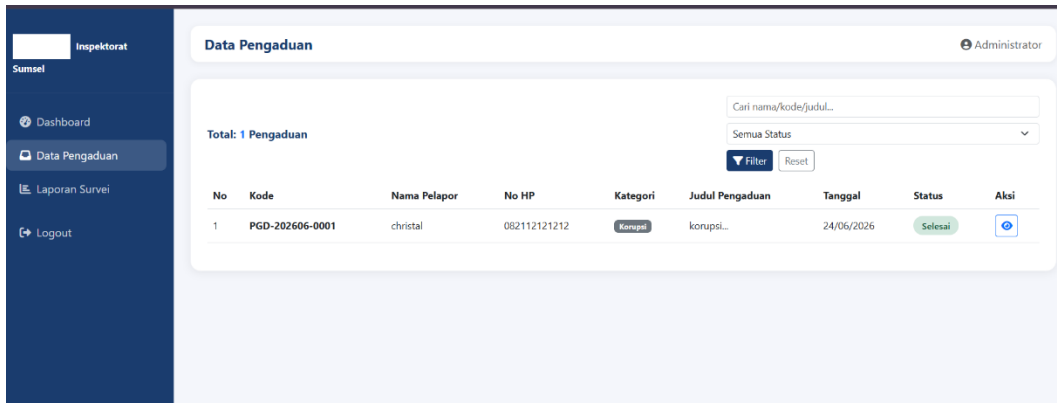 Inspektorat
Sumsel
Dashboard
Data Pengaduan
Laporan Survei
Logout
Data Pengaduan
Administrator
Cari nama/kode/judul...
Total: 1 Pengaduan
Semua Status
Filter Reset
No Kode Nama Pelapor No HP Kategori Judul Pengaduan Tanggal Status Aksi
1 PGD-202606-0001 christal 082112121212 Korupsi korupsi... 24/06/2026 Selesai